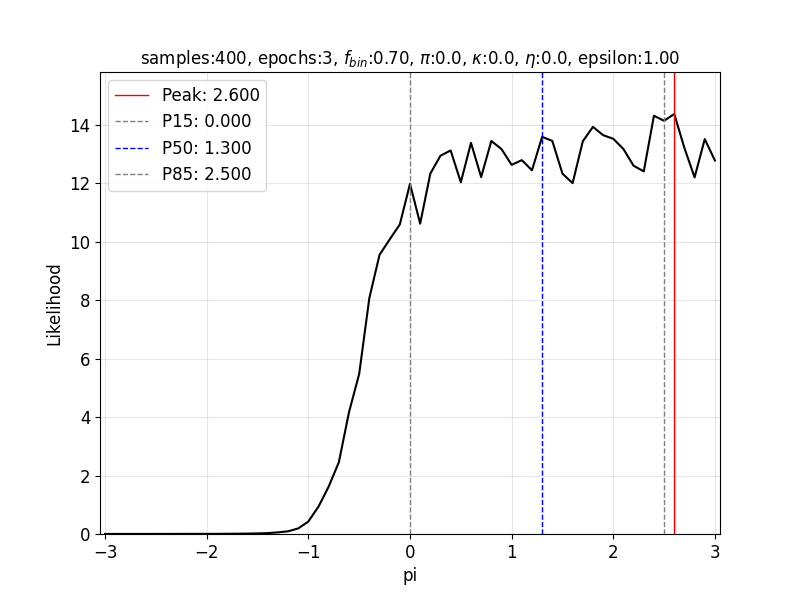 samples:400, epochs:3, f_bin:0.70, π:0.0, κ:0.0, η:0.0, epsilon:1.00
Peak: 2.600
P15: 0.000
P50: 1.300
P85: 2.500
Likelihood
14
12
10
8
6
4
2
0
−3
−2
−1
0
1
2
3
pi